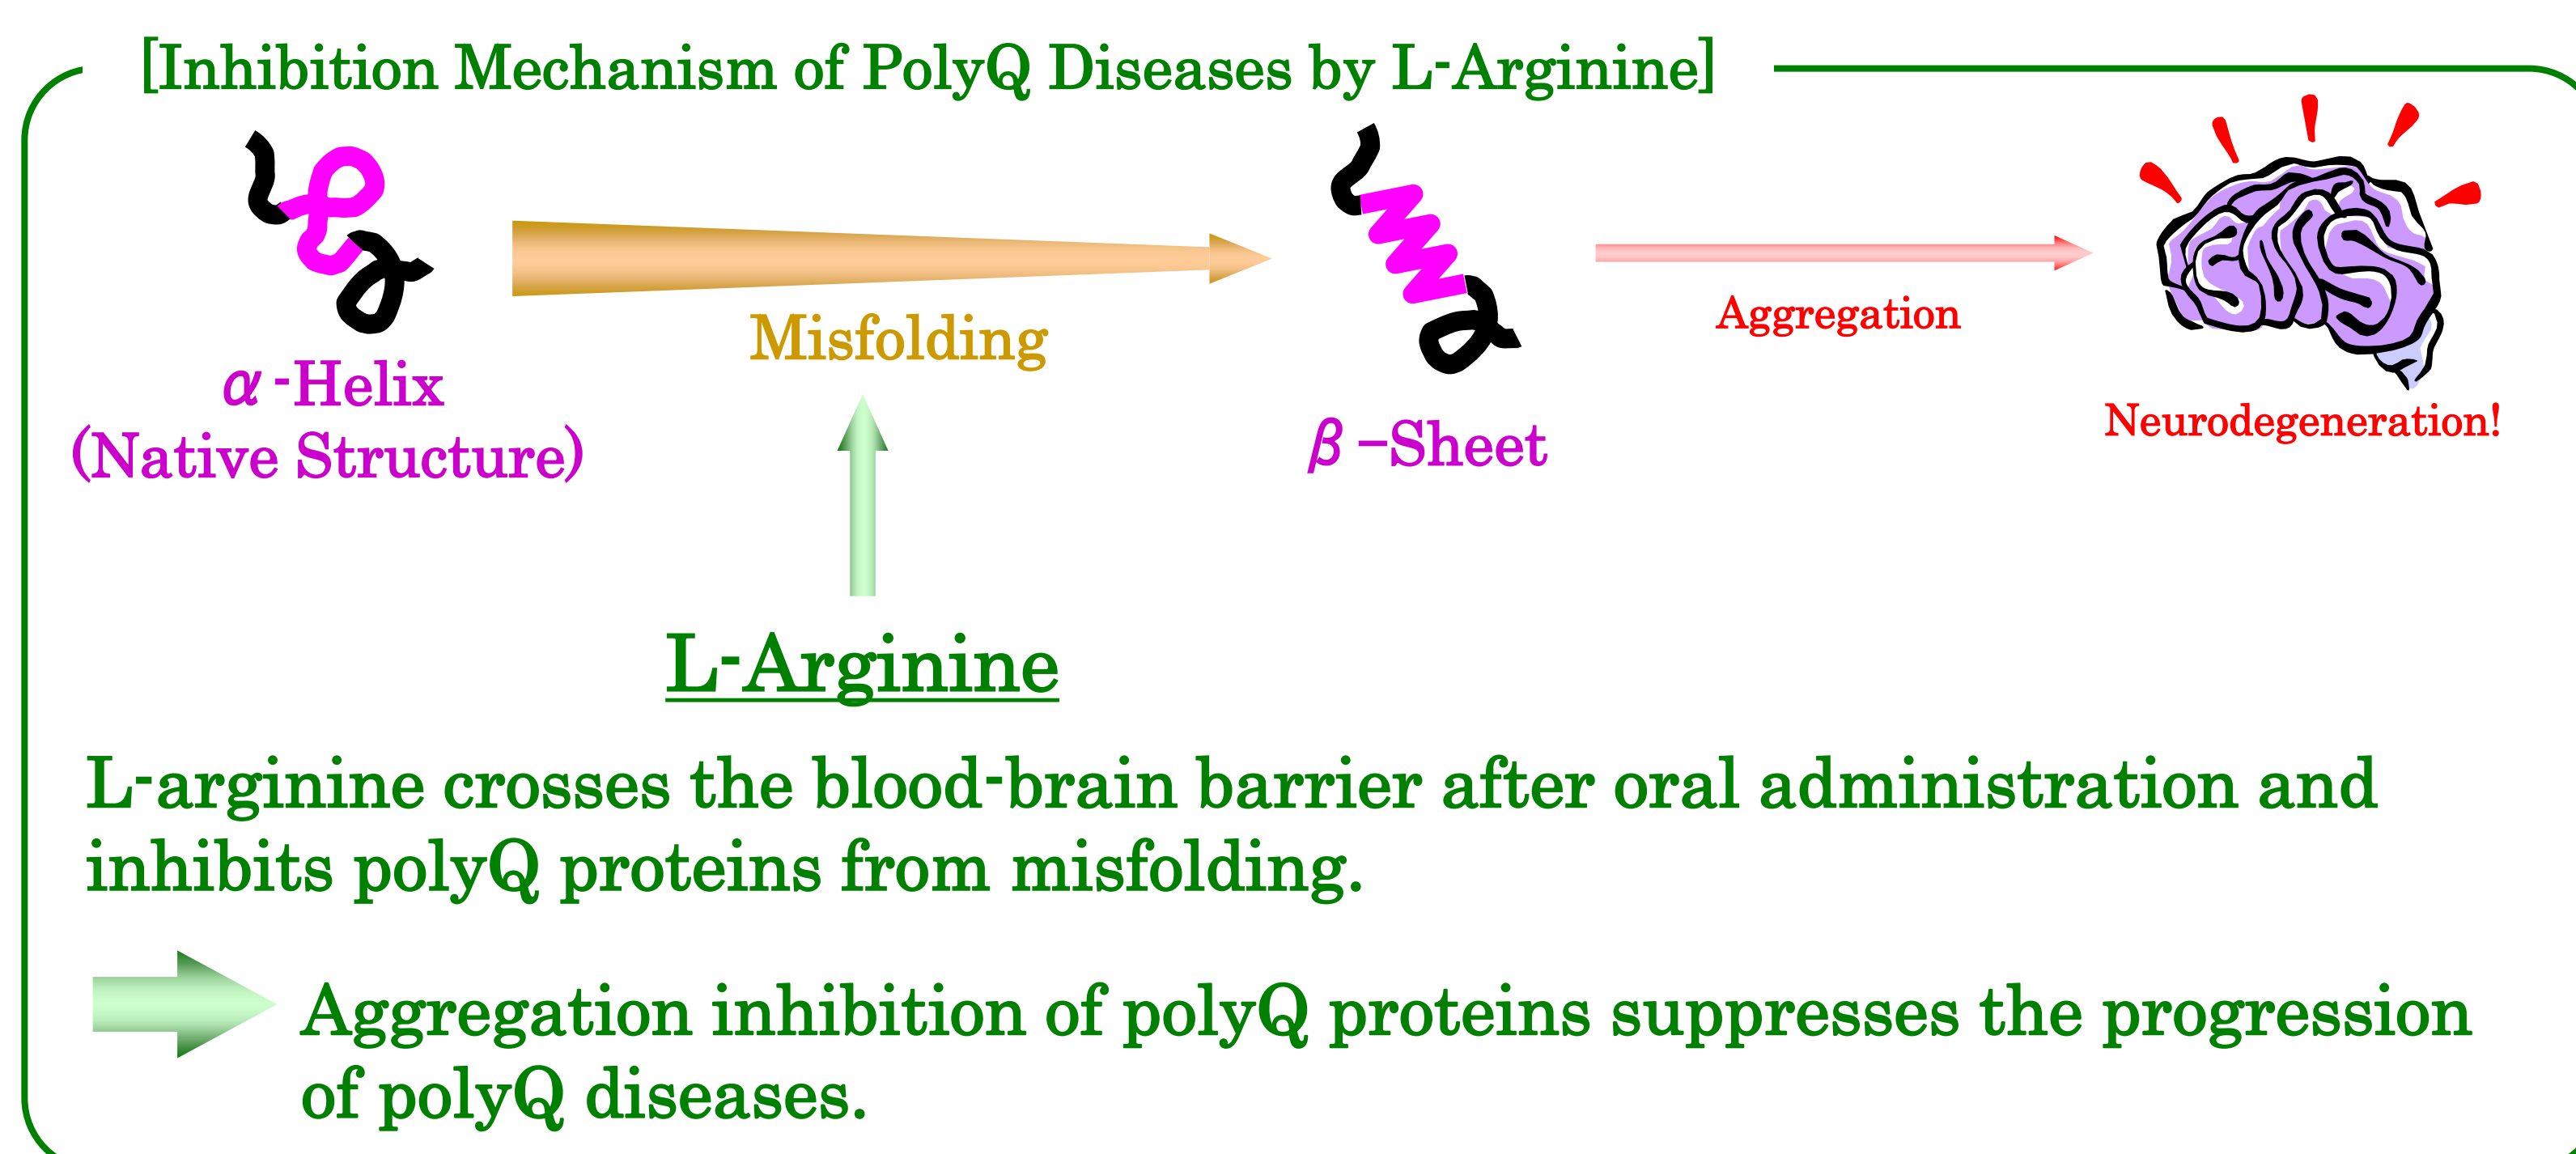 [Inhibition Mechanism of PolyQ Diseases by L-Arginine]
Misfolding
Aggregation
α-Helix
(Native Structure)
β-Sheet
Neurodegeneration!
L-Arginine
L-arginine crosses the blood-brain barrier after oral administration and
inhibits polyQ proteins from misfolding.
Aggregation inhibition of polyQ proteins suppresses the progression
of polyQ diseases.